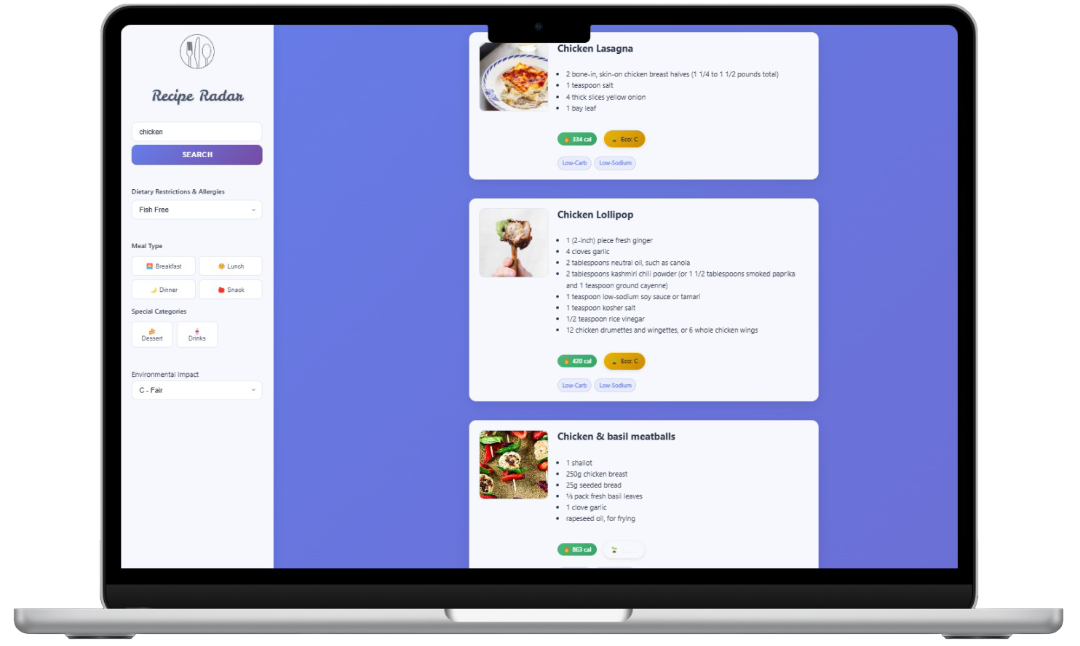 Recipe Radar
chicken
SEARCH
Dietary Restrictions & Allergies
Fish Free
Meal Type
Breakfast
Lunch
Dinner
Snack
Special Categories
Dessert
Drinks
Environmental Impact
C - Fair
Chicken Lasagna
2 bone-in, skin-on chicken breast halves (1 1/4 to 1 1/2 pounds total)
1 teaspoon salt
4 thick slices yellow onion
1 bay leaf
334 cal
Eco: C
Low-Carb
Low-Sodium
Chicken Lollipop
1 (2-inch) piece fresh ginger
4 cloves garlic
2 tablespoons neutral oil, such as canola
2 tablespoons kashmiri chili powder (or 1 1/2 tablespoons smoked paprika
and 1 teaspoon ground cayenne)
1 teaspoon low-sodium soy sauce or tamari
1 teaspoon kosher salt
1/2 teaspoon rice vinegar
12 chicken drumettes and wingettes, or 6 whole chicken wings
420 cal
Eco: C
Low-Carb
Low-Sodium
Chicken & basil meatballs
1 shallot
250g chicken breast
25g seeded bread
⅓ pack fresh basil leaves
1 clove garlic
rapeseed oil, for frying
863 cal